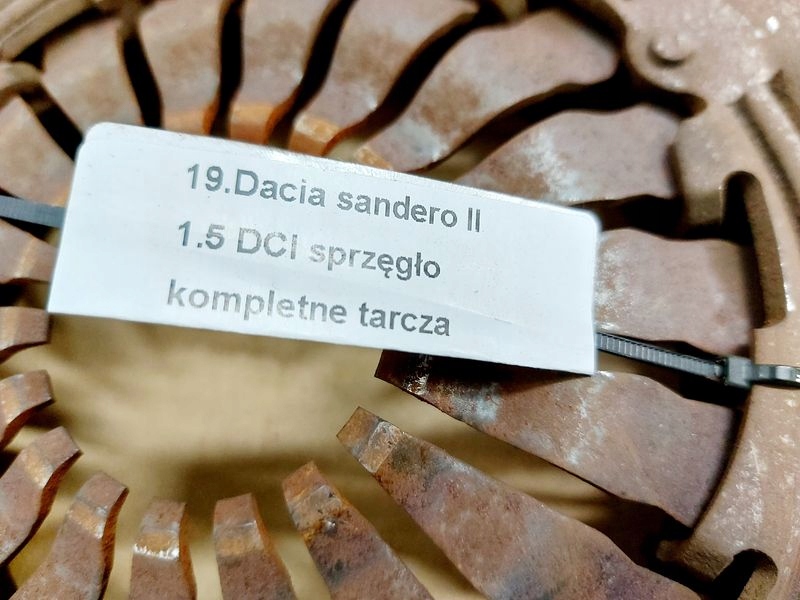 19.Dacia sandero II
1.5 DCI sprzęgło
kompletne tarcza